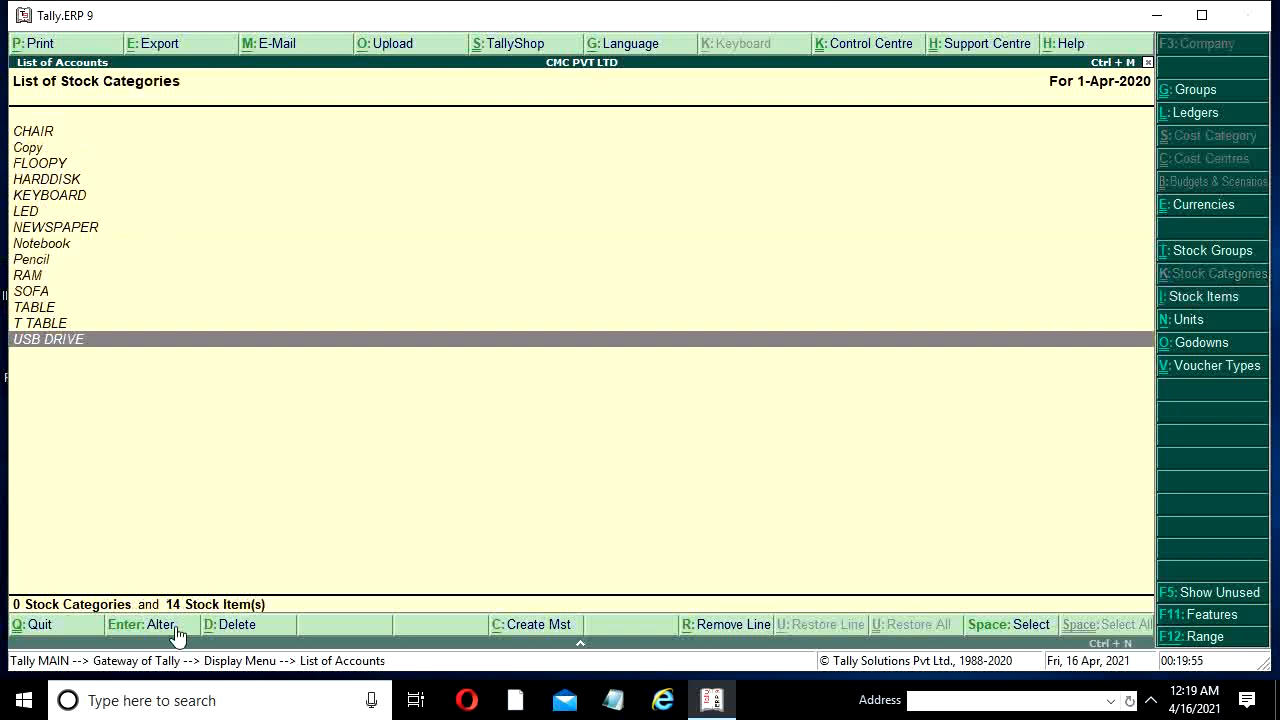 Tally.ERP 9
P: Print E: Export M: E-Mail O: Upload S: TallyShop G: Language K: Keyboard K: Control Centre H: Support Centre H: Help
List of Accounts CMC PVT LTD Ctrl + M
List of Stock Categories For 1-Apr-2020
CHAIR
Copy
FLOOPY
HARDDISK
KEYBOARD
LED
NEWSPAPER
Notebook
Pencil
RAM
SOFA
TABLE
T TABLE
USB DRIVE
0 Stock Categories and 14 Stock Item(s)
Q: Quit Enter: Alter D: Delete C: Create Mst R: Remove Line U: Restore Line U: Restore All Space: Select Space: Select All
Ctrl + N
F3: Company
G: Groups
L: Ledgers
S: Cost Category
C: Cost Centres
B: Budgets & Scenarios
E: Currencies
T: Stock Groups
K: Stock Categories
I: Stock Items
N: Units
O: Godowns
V: Voucher Types
F5: Show Unused
F11: Features
F12: Range
Tally MAIN --> Gateway of Tally --> Display Menu --> List of Accounts © Tally Solutions Pvt Ltd., 1988-2020 Fri, 16 Apr, 2021 00:19:55
Type here to search Address 12:19 AM
4/16/2021